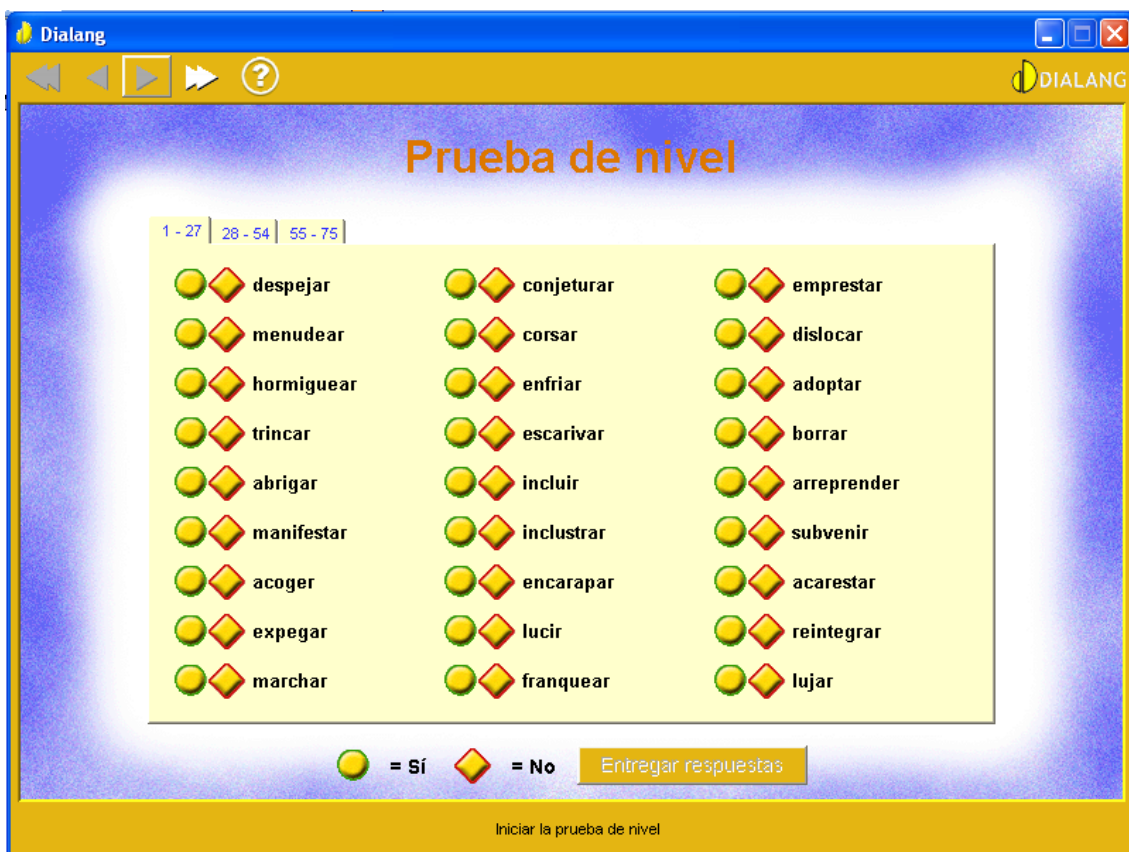 Dialang
DIALANG
Prueba de nivel
1 - 27 28 - 54 55 - 75
despejar conjeturar emprestar
menudear corsar dislocar
hormiguear enfriar adoptar
trincar escarivar borrar
abrigar incluir arreprender
manifestar inclustrar subvenir
acoger encarapar acarestar
expegar lucir reintegrar
marchar franquear lujar
= Sí = No Entregar respuestas
Iniciar la prueba de nivel